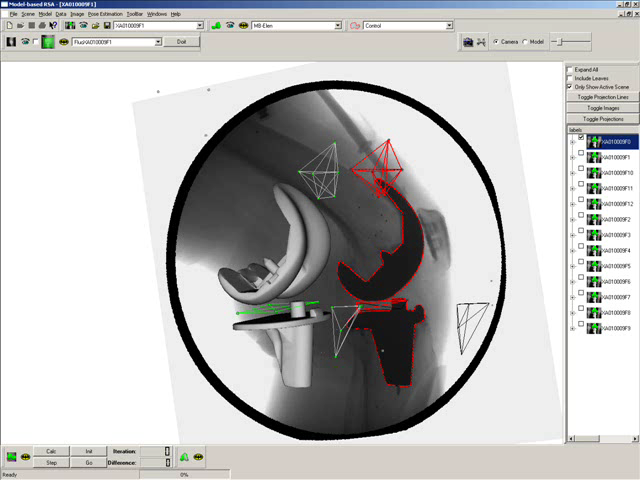 Model-based RSA - [XA010009F1]
File Scene Model Data Image Pose Estimation Toolbar Windows Help
XA010009F1
MB-Elen
Control
FlusXA010009F1
DoIt
Camera Model
Expand All
Include Leaves
Only Show Active Scene
Toggle Projection Lines
Toggle Images
Toggle Projections
labels
XA010009F0
XA010009F1
XA010009F10
XA010009F11
XA010009F12
XA010009F2
XA010009F3
XA010009F4
XA010009F5
XA010009F6
XA010009F7
XA010009F8
XA010009F9
Calc Init Iteration:
Step Go Difference:
Ready 0%